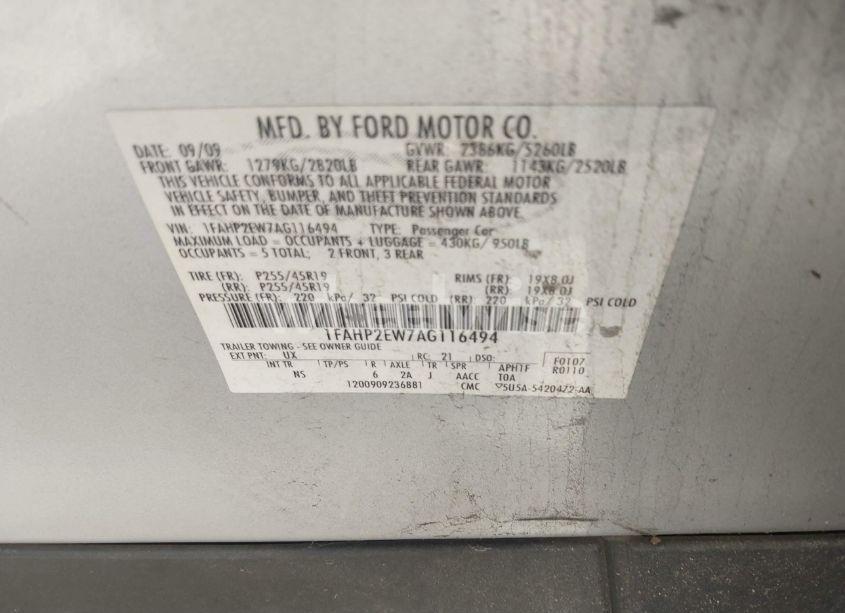 MFD. BY FORD MOTOR CO.
DATE: 09/09 GVWR: 2386KG/5260LB
FRONT GAWR: 1279KG/2820LB REAR GAWR: 1143KG/2520LB
THIS VEHICLE CONFORMS TO ALL APPLICABLE FEDERAL MOTOR
VEHICLE SAFETY, BUMPER, AND THEFT PREVENTION STANDARDS
IN EFFECT ON THE DATE OF MANUFACTURE SHOWN ABOVE.
VIN: 1FAHP2EW7AG116494 TYPE: Passenger Car
MAXIMUM LOAD = OCCUPANTS + LUGGAGE = 430KG/ 950LB
OCCUPANTS = 5 TOTAL; 2 FRONT, 3 REAR
TIRE (FR): P255/45R19 RIMS (FR) 19X8.0J
(RR): P255/45R19 (RR) 19X8.0J
PRESSURE (FR): 220 kPa/ 32 PSI COLD (RR): 220 kPa/ 32 PSI COLD
1FAHP2EW7AG116494
TRAILER TOWING - SEE OWNER GUIDE
EXT PNT: UX RC: 21 DSO: F0107
INT TR TP/PS R AXLE TR SPR APHTF R0110
NS 6 2A J AACC TOA
1200909236881 CMC 5U5A-5420472-AA